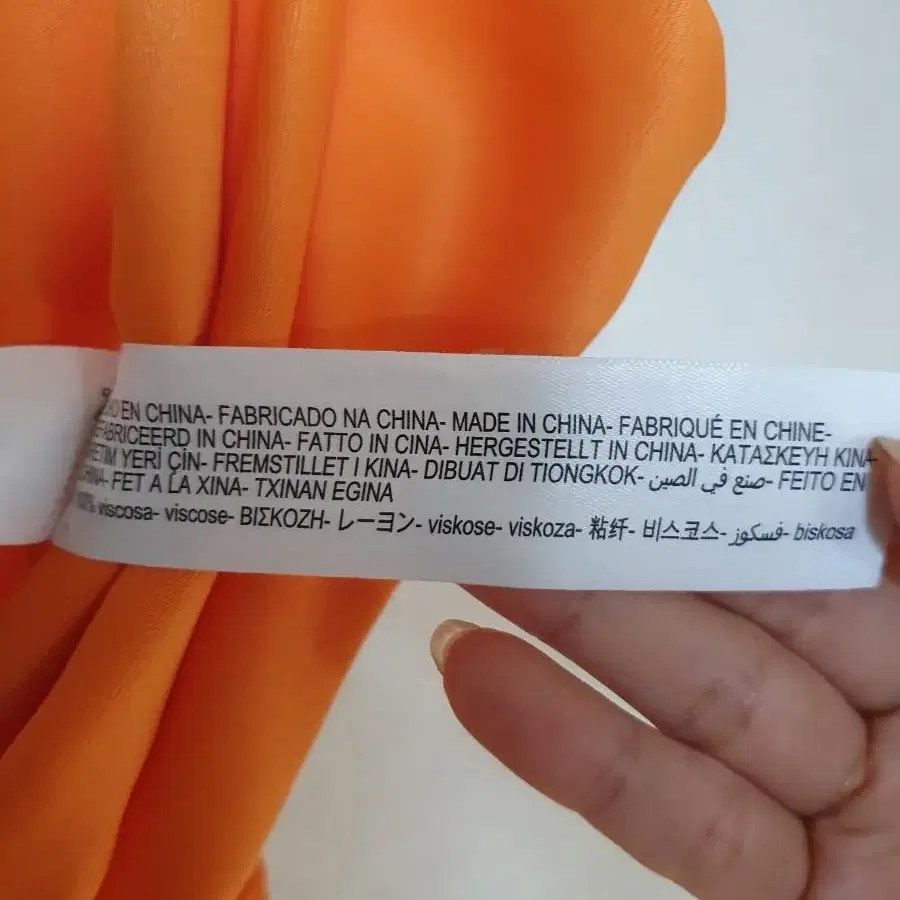 EN CHINA- FABRICADO NA CHINA- MADE IN CHINA- FABRIQUÉ EN CHINE-
IN CHINA- FATTO IN CINA- HERGESTELLT IN CHINA- ΚΑΤΑΣΚΕΥΗ ΚΙΝΑ-
YERİ ÇİN- FREMSTILLET I KINA- DIBUAT DI TIONGKOK- صنع في الصين- FEITO EN
FET A LA XINA- TXINAN EGINA
100% viscosa- viscose- ΒΙΣΚΟΖΗ- レーヨン- viskose- viskoza- 粘纤- 비스코스- فسكوز- biskosa